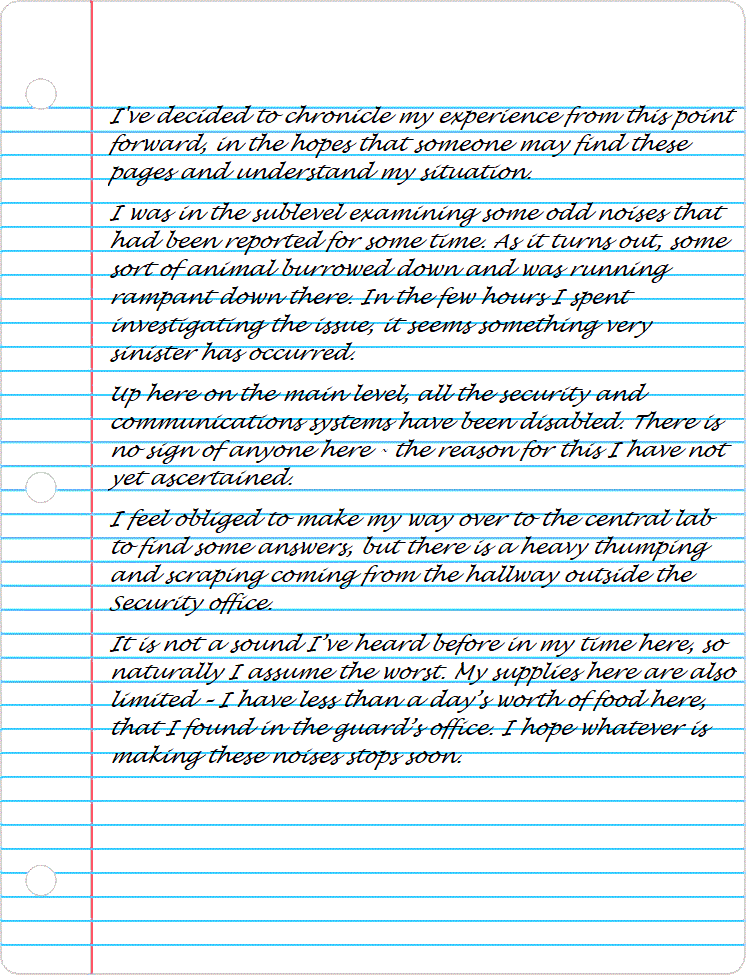 I've decided to chronicle my experience from this point
forward, in the hopes that someone may find these
pages and understand my situation.
I was in the sublevel examining some odd noises that
had been reported for some time. As it turns out, some
sort of animal burrowed down and was running
rampant down there. In the few hours I spent
investigating the issue, it seems something very
sinister has occurred.
Up here on the main level, all the security and
communications systems have been disabled. There is
no sign of anyone here - the reason for this I have not
yet ascertained.
I feel obliged to make my way over to the central lab
to find some answers, but there is a heavy thumping
and scraping coming from the hallway outside the
Security office.
It is not a sound I’ve heard before in my time here, so
naturally I assume the worst. My supplies here are also
limited – I have less than a day’s worth of food here,
that I found in the guard’s office. I hope whatever is
making these noises stops soon.